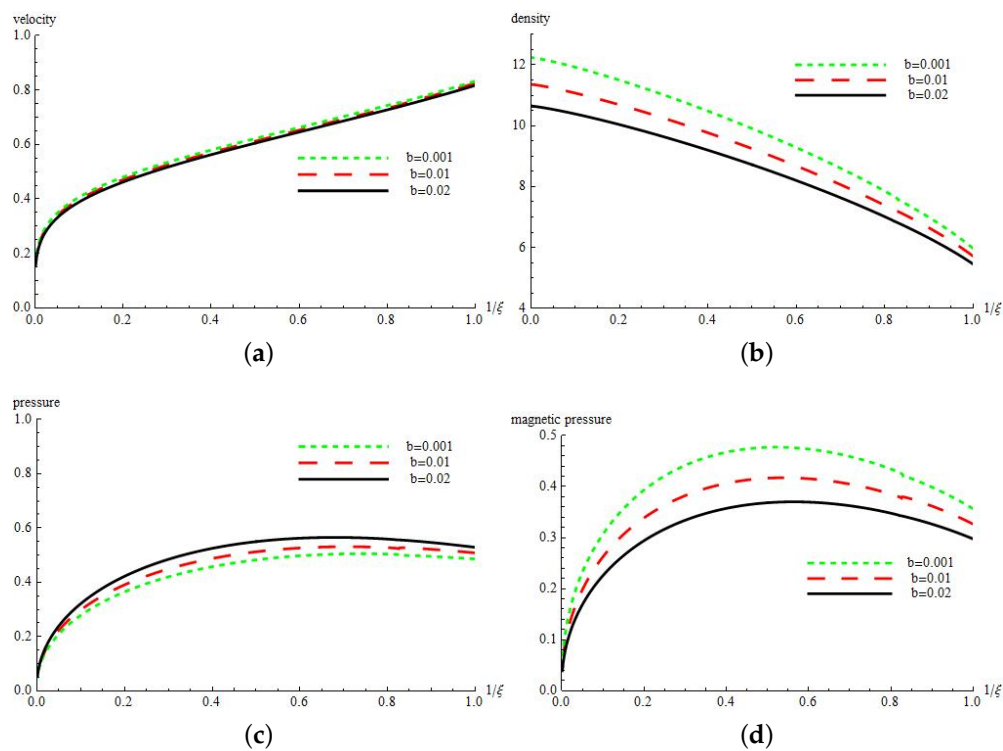 velocity
1.0
0.8
0.6
0.4
0.2
0.0
0.0 0.2 0.4 0.6 0.8 1.0
1/ξ
b=0.001
b=0.01
b=0.02
(a)
density
12
10
8
6
4
0.0 0.2 0.4 0.6 0.8 1.0
1/ξ
b=0.001
b=0.01
b=0.02
(b)
pressure
1.0
0.8
0.6
0.4
0.2
0.0
0.0 0.2 0.4 0.6 0.8 1.0
1/ξ
b=0.001
b=0.01
b=0.02
(c)
magnetic pressure
0.5
0.4
0.3
0.2
0.1
0.0
0.0 0.2 0.4 0.6 0.8 1.0
1/ξ
b=0.001
b=0.01
b=0.02
(d)